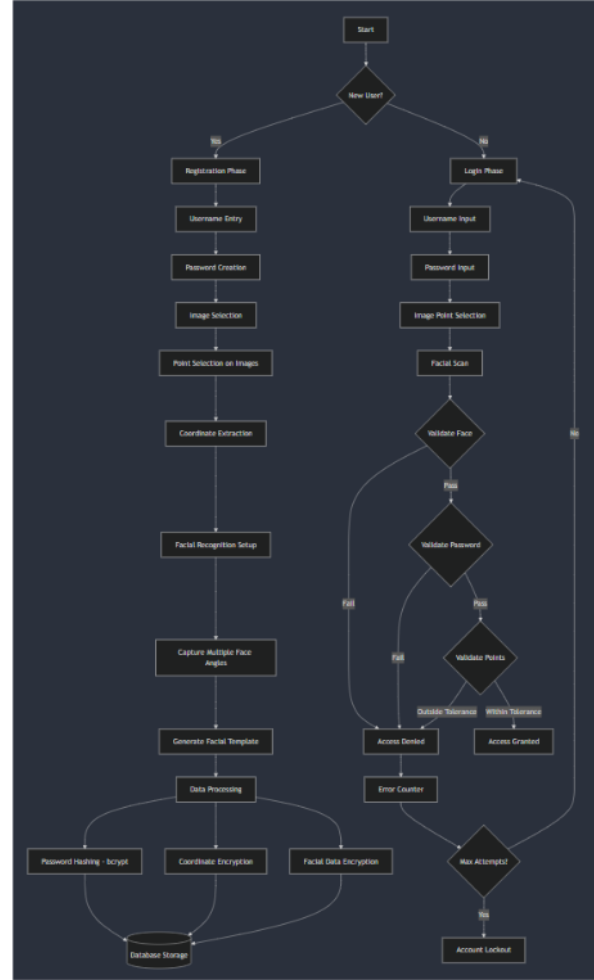 Start
New User?
Yes
No
Registration Phase
Login Phase
Username Entry
Username Input
Password Creation
Password Input
Image Selection
Image Point Selection
Point Selection on Images
Facial Scan
Coordinate Extraction
Validate Face
No
Pass
Facial Recognition Setup
Validate Password
Fail
Pass
Fail
Capture Multiple Face
Angles
Validate Points
Outside Tolerance
Within Tolerance
Generate Facial Template
Access Denied
Access Granted
Data Processing
Error Counter
Password Hashing - bcrypt
Coordinate Encryption
Facial Data Encryption
Max Attempts?
Yes
Database Storage
Account Lockout